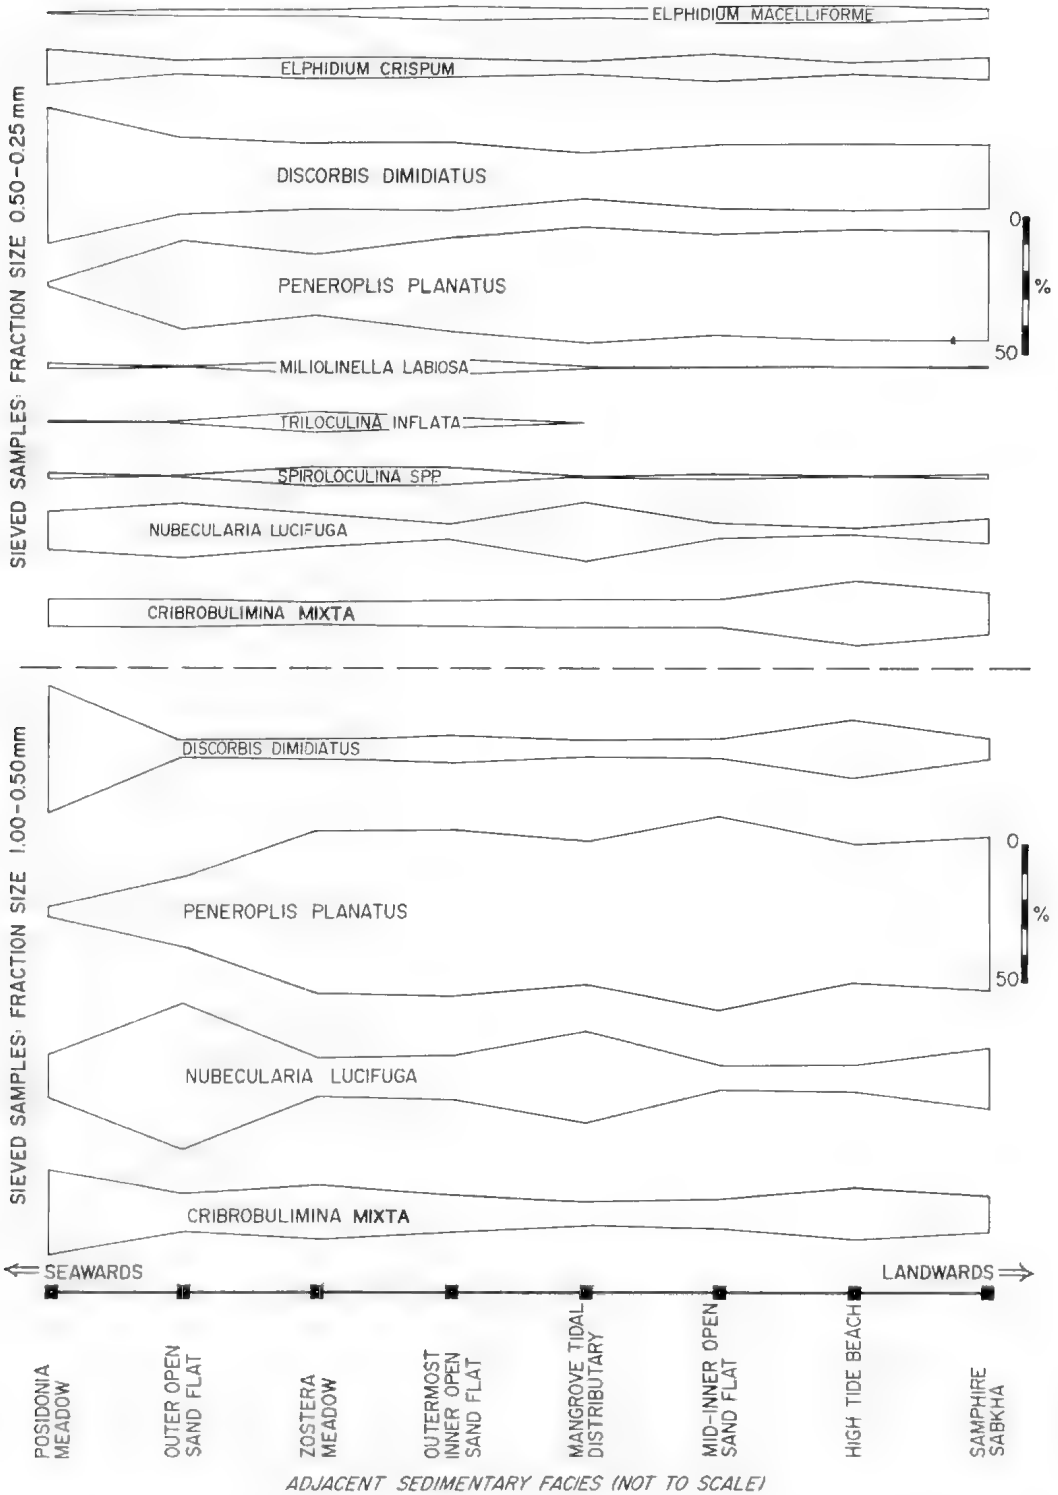 ELPHIDIUM MACELLIFORME
ELPHIDIUM CRISPUM
DISCORBIS DIMIDIATUS
PENEROPLIS PLANATUS
MILIOLINELLA LABIOSA
TRILOCULINA INFLATA
SPIROLOCULINA SPP
NUBECULARIA LUCIFUGA
CRIBROBULIMINA MIXTA
SIEVED SAMPLES: FRACTION SIZE 0.50-0.25mm
0
%
50
DISCORBIS DIMIDIATUS
PENEROPLIS PLANATUS
NUBECULARIA LUCIFUGA
CRIBROBULIMINA MIXTA
SIEVED SAMPLES: FRACTION SIZE 1.00-0.50mm
0
%
50
SEAWARDS
LANDWARDS
POSIDONIA
MEADOW
OUTER OPEN
SAND FLAT
ZOSTERA
MEADOW
OUTERMOST
INNER OPEN
SAND FLAT
MANGROVE TIDAL
DISTRIBUTARY
MID-INNER OPEN
SAND FLAT
HIGH TIDE BEACH
SAMPHIRE
SABKHA
ADJACENT SEDIMENTARY FACIES (NOT TO SCALE)